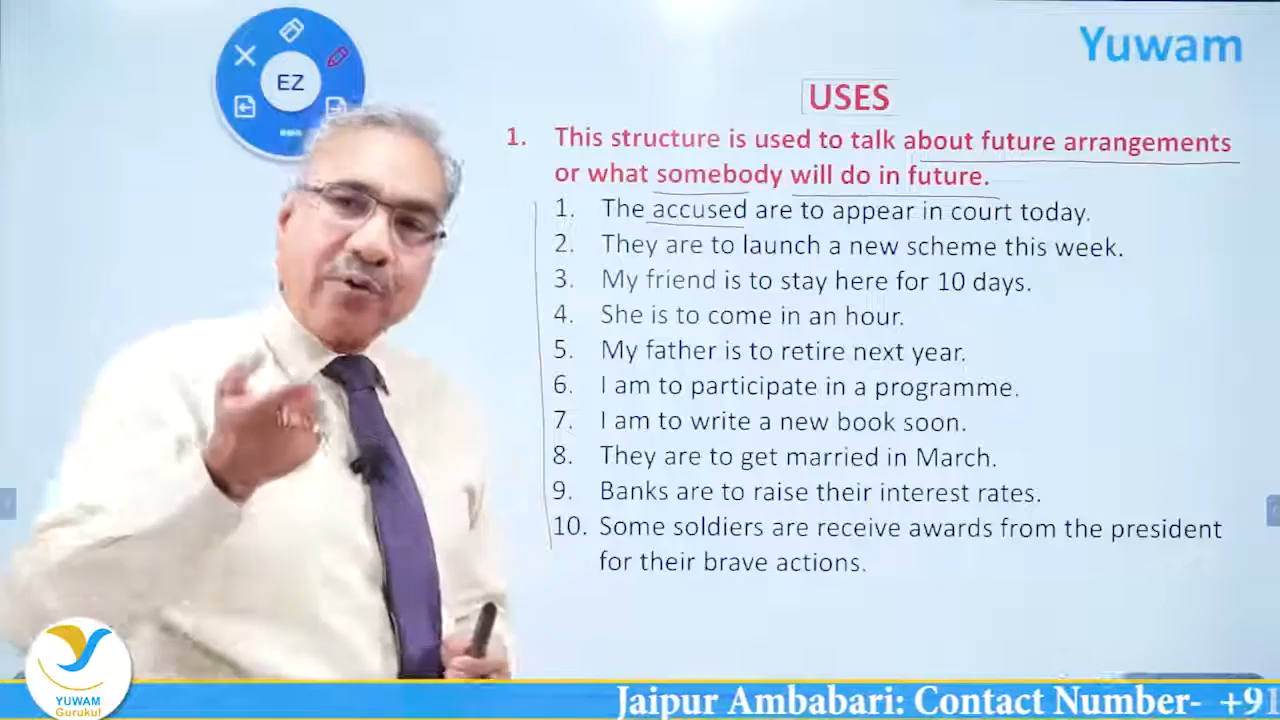 Yuwam
EZ
USES
1. This structure is used to talk about future arrangements
or what somebody will do in future.
1. The accused are to appear in court today.
2. They are to launch a new scheme this week.
3. My friend is to stay here for 10 days.
4. She is to come in an hour.
5. My father is to retire next year.
6. I am to participate in a programme.
7. I am to write a new book soon.
8. They are to get married in March.
9. Banks are to raise their interest rates.
10. Some soldiers are receive awards from the president
for their brave actions.
YUWAM
Gurukul
Jaipur Ambabari: Contact Number- +91